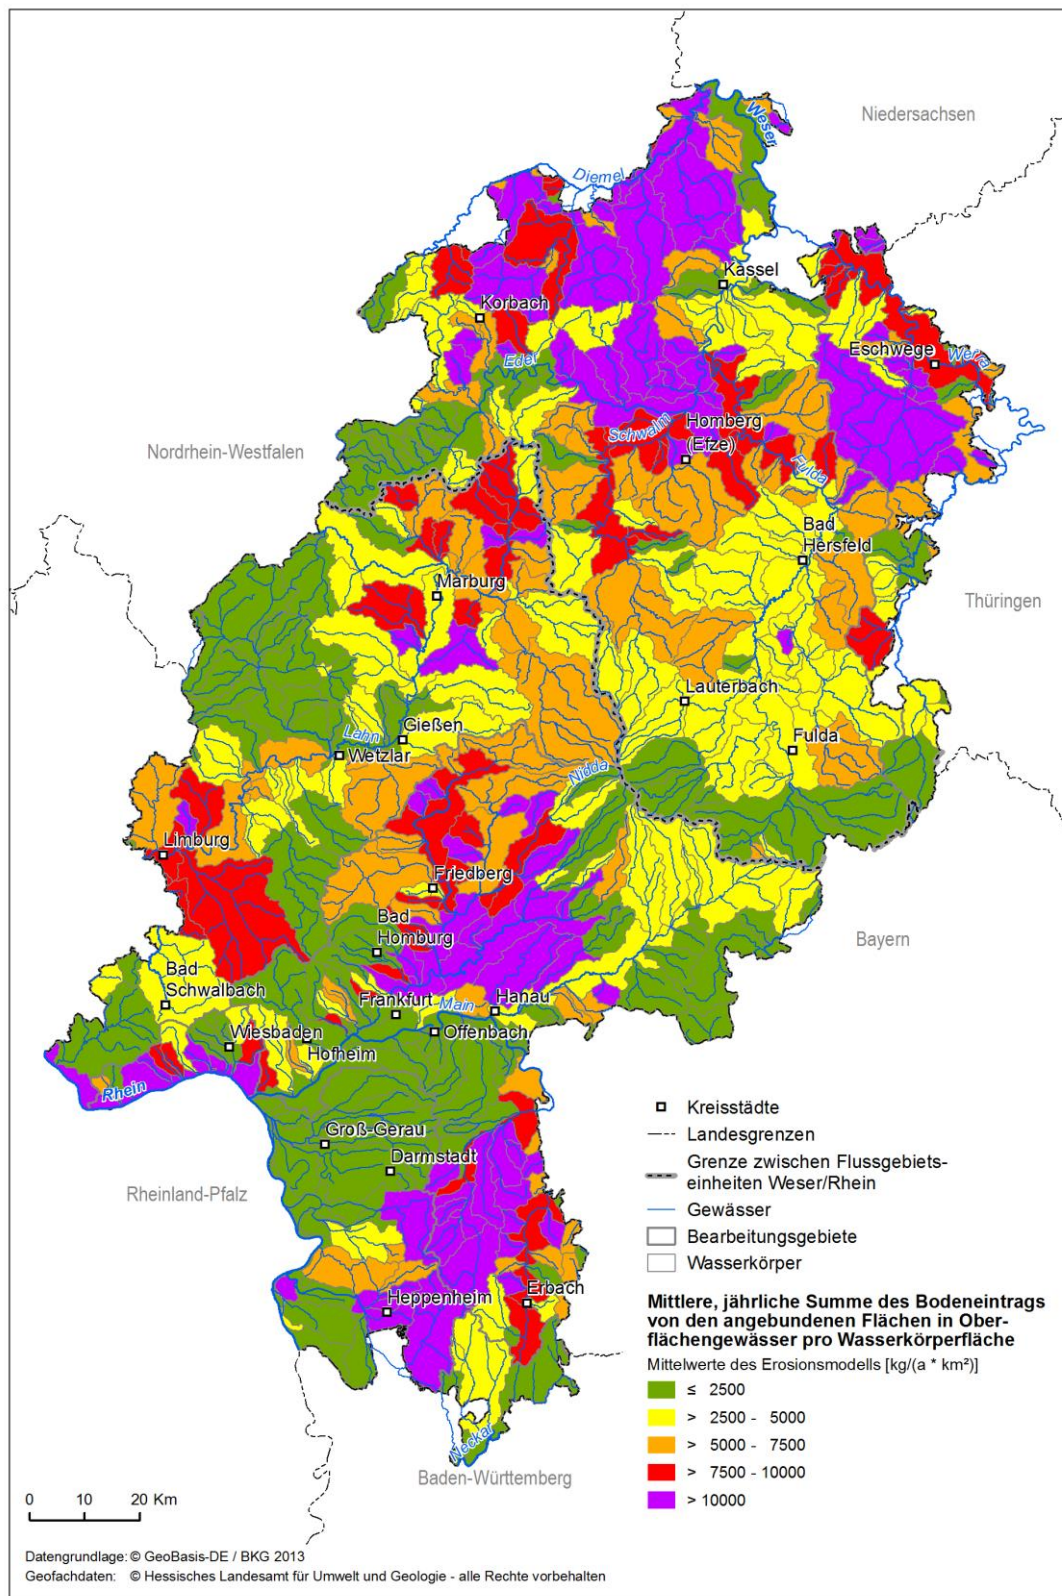 Niedersachsen
Weser
Diemel
Kassel
Korbach
Eschwege
Werra
Eder
Homberg
(Efze)
Schwalm
Nordrhein-Westfalen
Fulda
Bad
Hersfeld
Marburg
Thüringen
Lauterbach
Gießen
Lahn
Wetzlar
Fulda
Nidda
Limburg
Friedberg
Bad
Homburg
Bayern
Bad
Schwalbach
Frankfurt
Main
Hanau
Wiesbaden
Offenbach
Hofheim
Rhein
Groß-Gerau
Darmstadt
Rheinland-Pfalz
Erbach
Heppenheim
Neckar
Baden-Württemberg
Kreisstädte
Landesgrenzen
Grenze zwischen Flussgebiets-
einheiten Weser/Rhein
Gewässer
Bearbeitungsgebiete
Wasserkörper
Mittlere, jährliche Summe des Bodeneintrags
von den angebundenen Flächen in Ober-
flächengewässer pro Wasserkörperfläche
Mittelwerte des Erosionsmodells [kg/(a * km²)]
≤ 2500
> 2500 - 5000
> 5000 - 7500
> 7500 - 10000
> 10000
0 10 20 Km
Datengrundlage: © GeoBasis-DE / BKG 2013
Geofachdaten: © Hessisches Landesamt für Umwelt und Geologie - alle Rechte vorbehalten